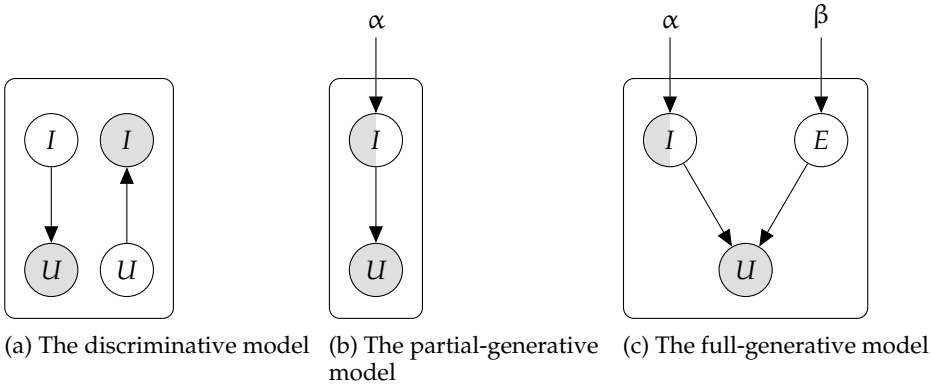 α
α
β
I
I
I
I
E
U
U
U
U
(a) The discriminative model
(b) The partial-generative
model
(c) The full-generative model